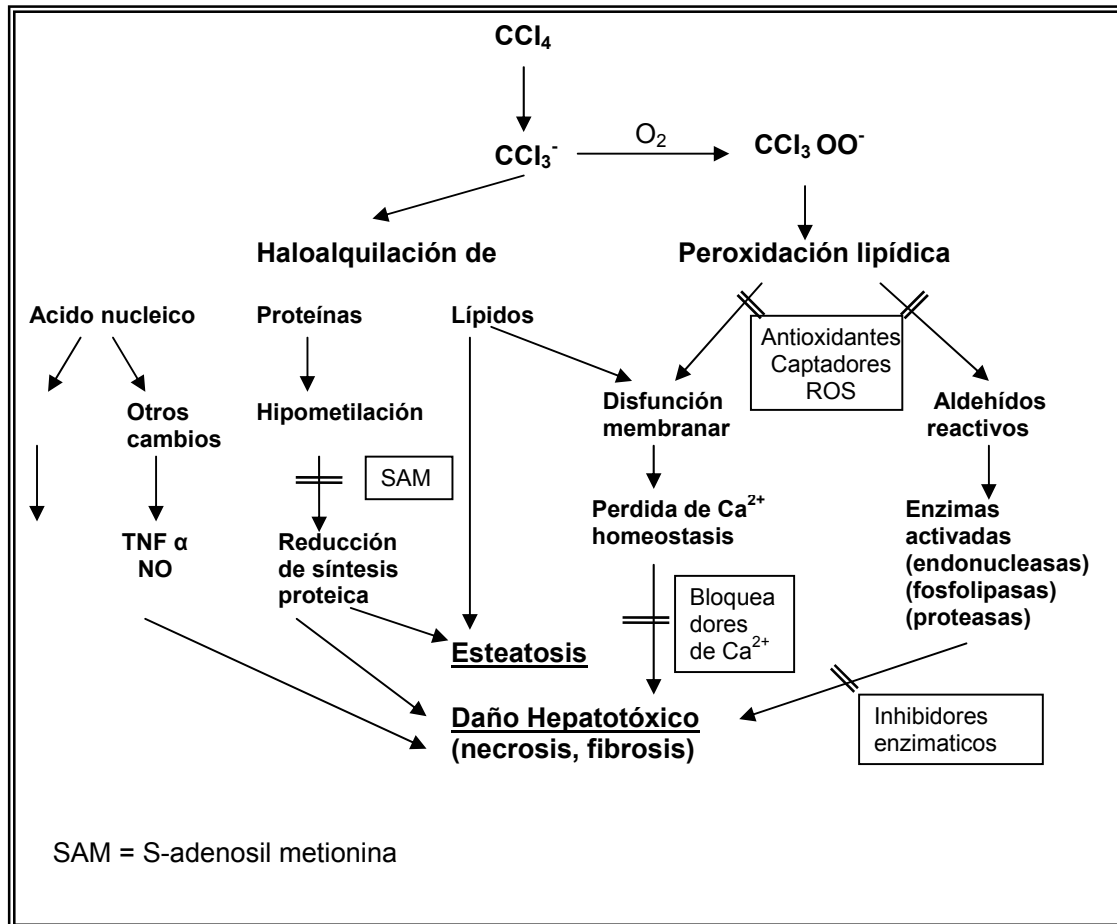 CCl₄
O₂
CCl₃⁻
CCl₃ OO⁻
Haloalquilación de
Peroxidación lipídica
Acido nucleico
Proteínas
Lípidos
Antioxidantes
Captadores
ROS
Otros
cambios
Hipometilación
Disfunción
membranar
Aldehídos
reactivos
SAM
TNF α
NO
Reducción
de síntesis
proteica
Perdida de Ca²⁺
homeostasis
Enzimas
activadas
(endonucleasas)
(fosfolipasas)
(proteasas)
Bloquea
dores
de Ca²⁺
Esteatosis
Daño Hepatotóxico
(necrosis, fibrosis)
Inhibidores
enzimaticos
SAM = S-adenosil metionina